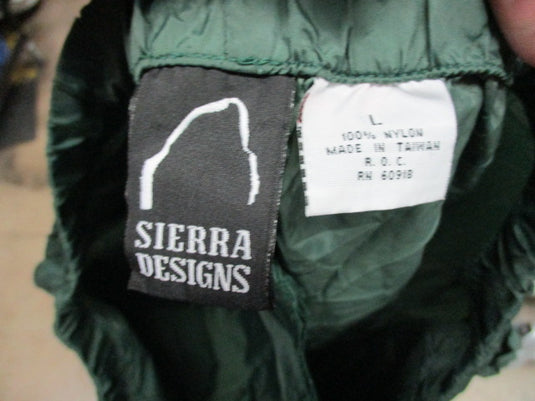 SIERRA
DESIGNS
L
100% NYLON
MADE IN TAIWAN
R. O. C.
RN 60918